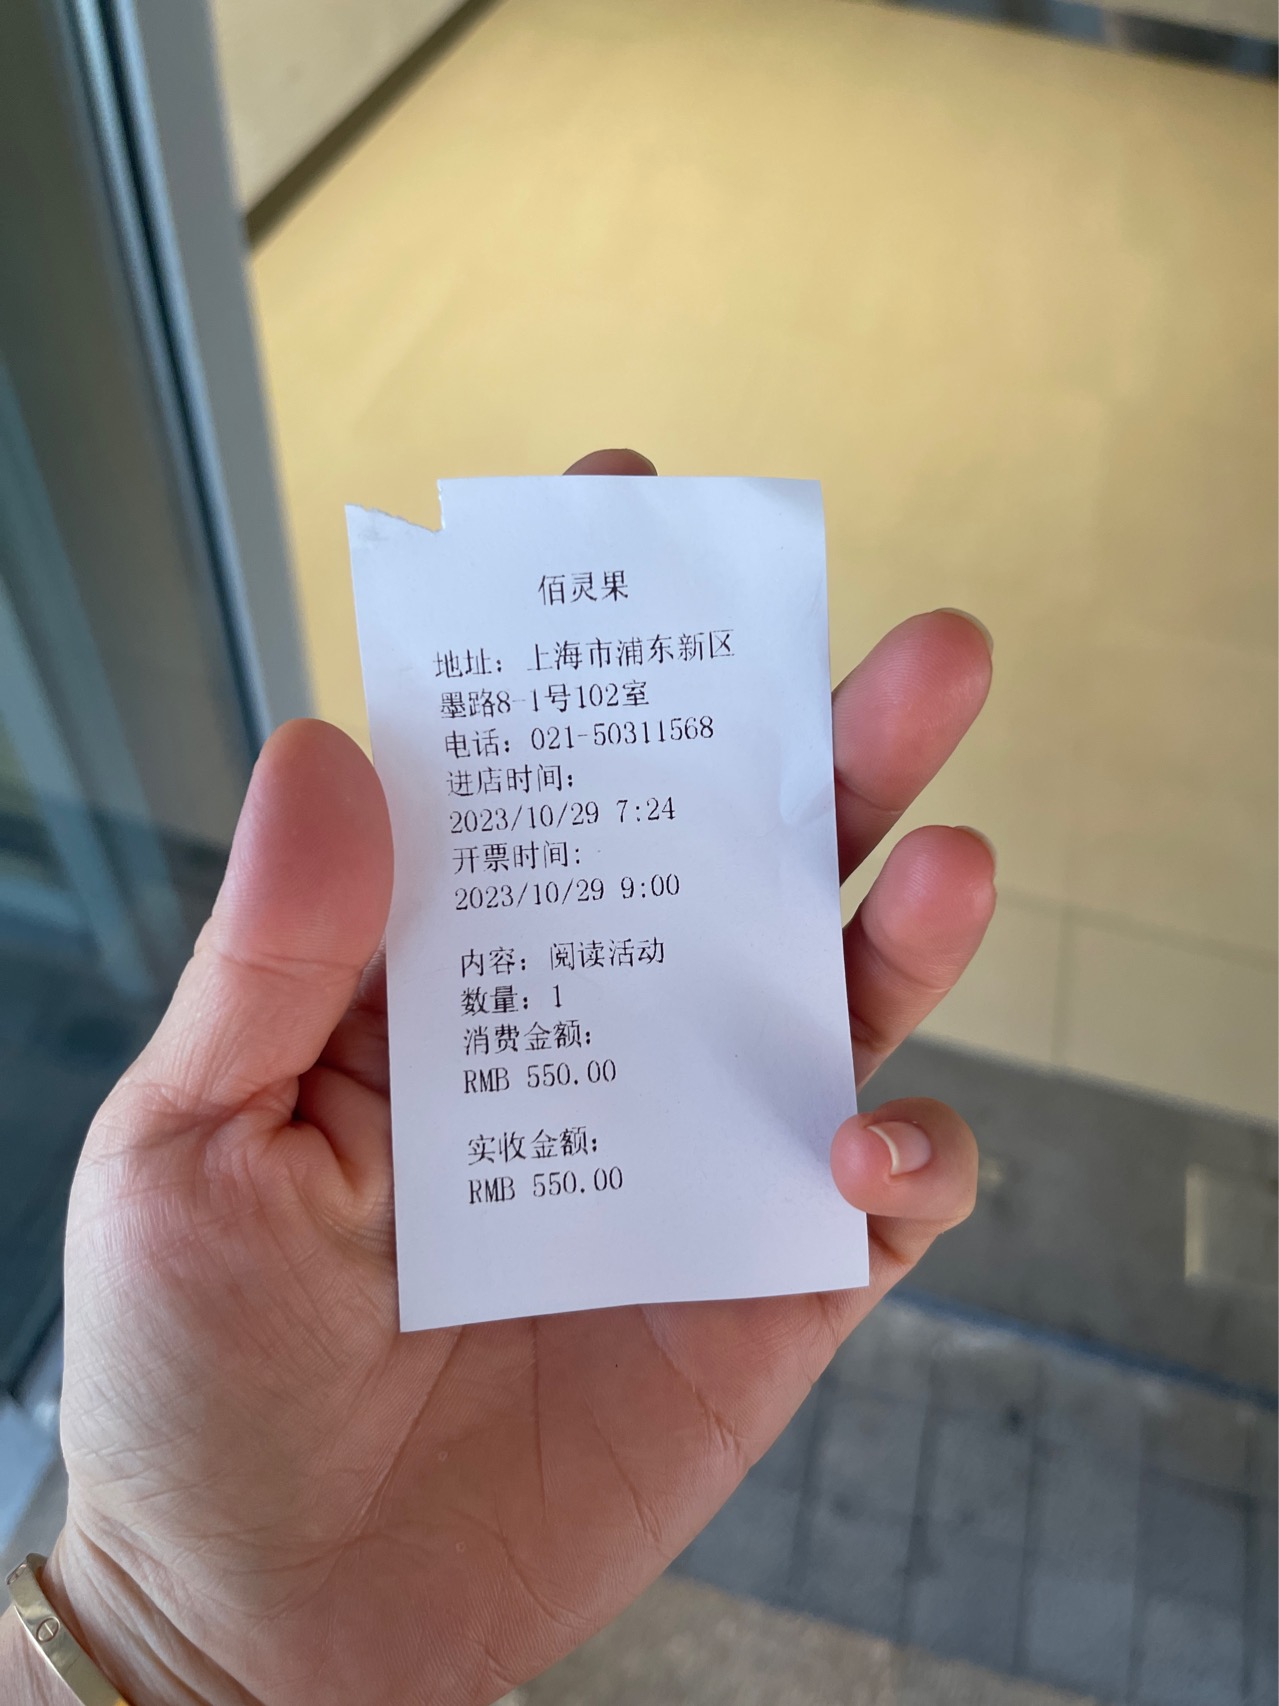 佰灵果
地址：上海市浦东新区
墨路8-1号102室
电话：021-50311568
进店时间：
2023/10/29 7:24
开票时间：
2023/10/29 9:00
内容：阅读活动
数量：1
消费金额：
RMB 550.00
实收金额：
RMB 550.00